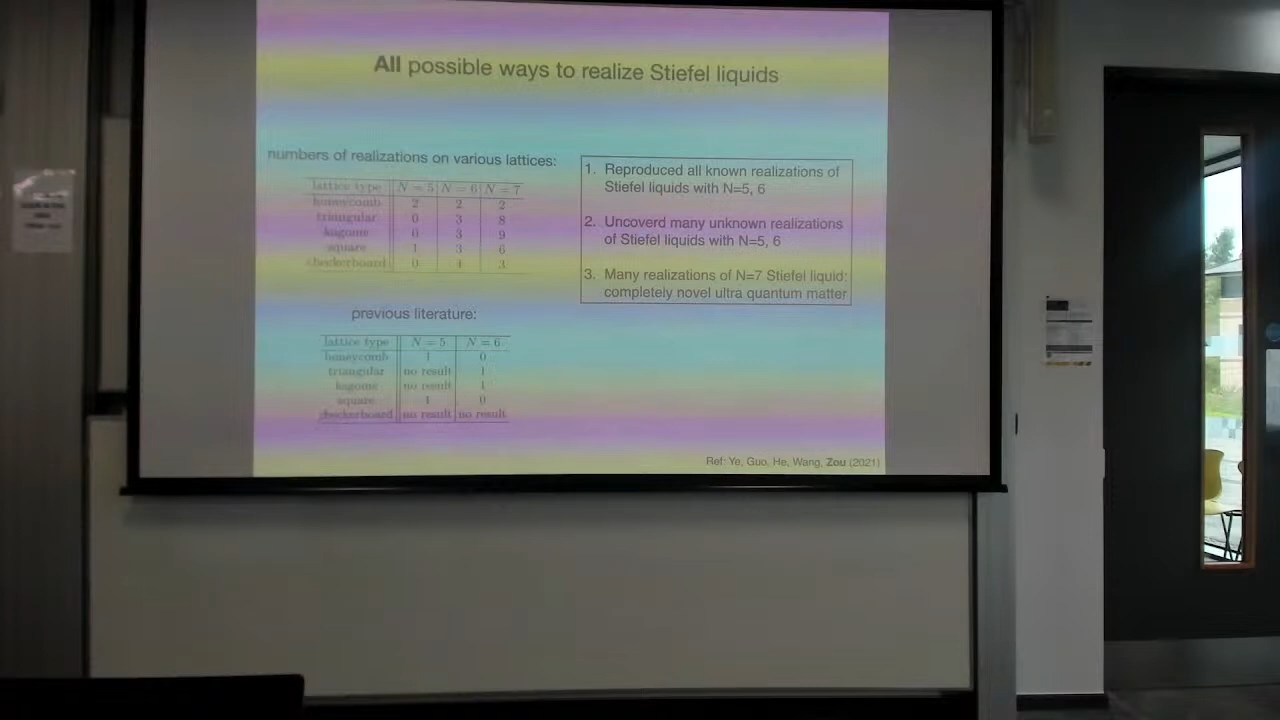 All possible ways to realize Stiefel liquids
numbers of realizations on various lattices:
lattice type N = 5 N = 6 N = 7
honeycomb 2 2 2
triangular 0 3 8
kagome 0 3 9
square 1 3 6
checkerboard 0 4 3
previous literature:
lattice type N = 5 N = 6
honeycomb 1 0
triangular no result 1
kagome no result 1
square 1 0
checkerboard no result no result
1. Reproduced all known realizations of
Stiefel liquids with N=5, 6
2. Uncoverd many unknown realizations
of Stiefel liquids with N=5, 6
3. Many realizations of N=7 Stiefel liquid:
completely novel ultra quantum matter
Ref: Ye, Guo, He, Wang, Zou (2021)